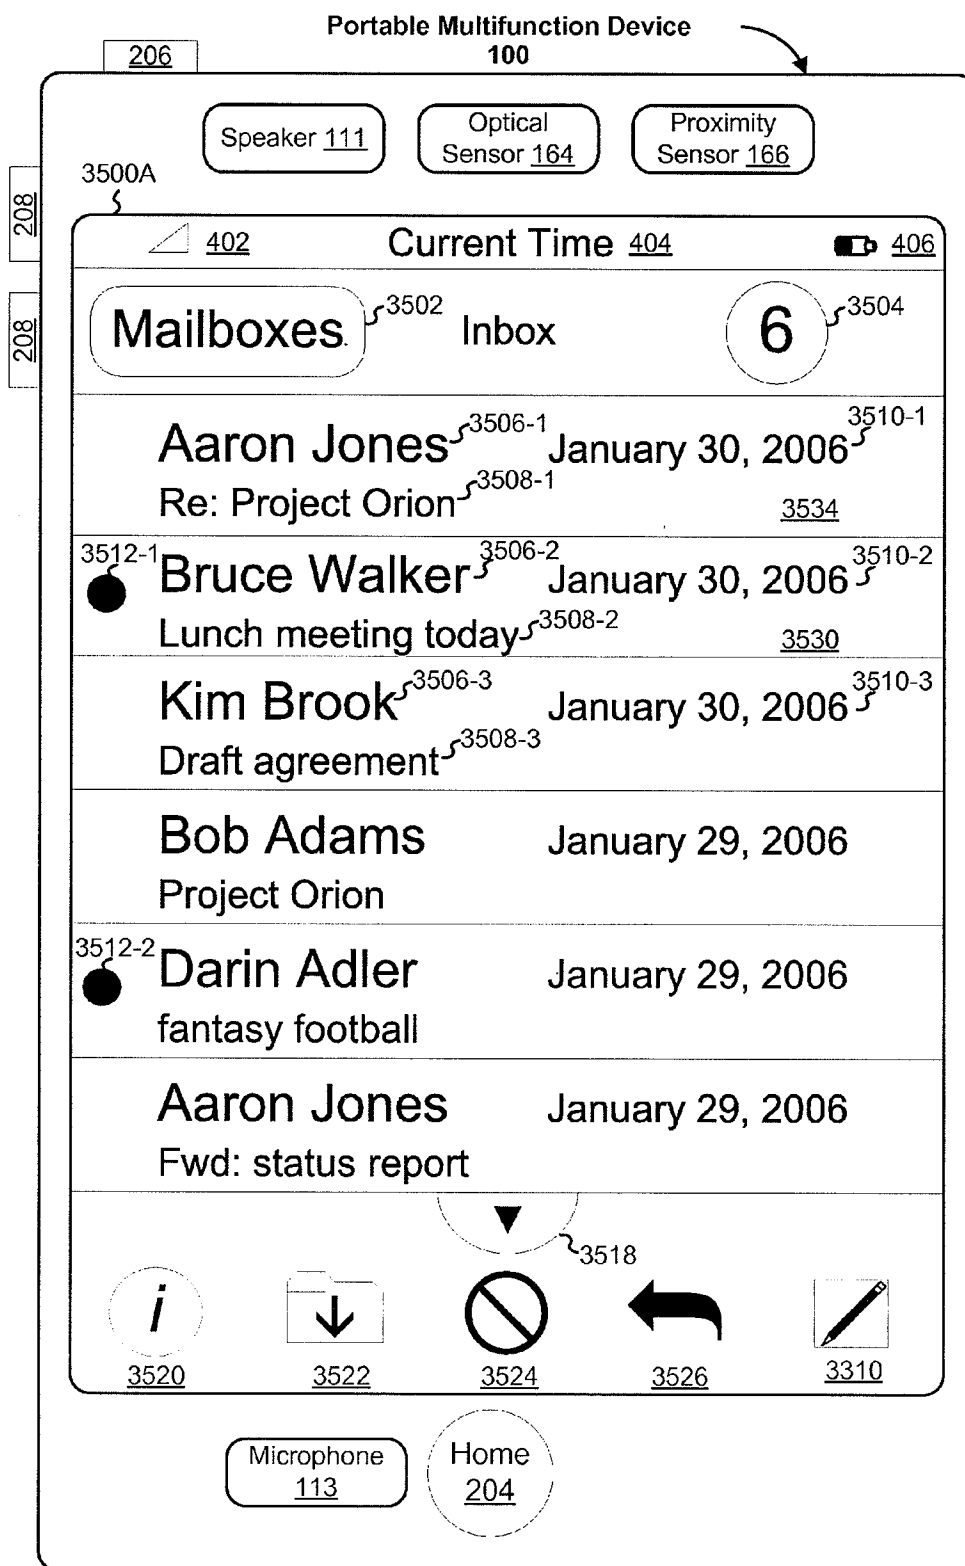 Portable Multifunction Device
100
206
Speaker 111
Optical
Sensor 164
Proximity
Sensor 166
208
3500A
402
Current Time 404
406
208
Mailboxes
3502
Inbox
6
3504
Aaron Jones 3506-1 January 30, 2006 3510-1
Re: Project Orion 3508-1
3534
3512-1
Bruce Walker 3506-2 January 30, 2006 3510-2
Lunch meeting today 3508-2
3530
Kim Brook 3506-3 January 30, 2006 3510-3
Draft agreement 3508-3
Bob Adams January 29, 2006
Project Orion
3512-2
Darin Adler January 29, 2006
fantasy football
Aaron Jones January 29, 2006
Fwd: status report
3518
i
3520
3522
3524
3526
3310
Microphone
113
Home
204